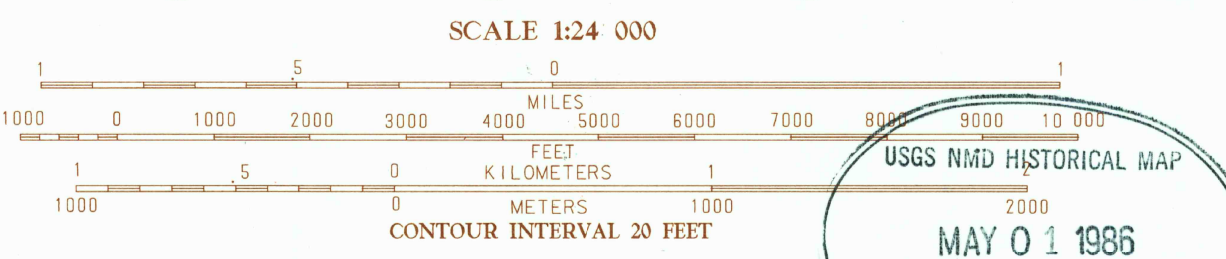 SCALE 1:24 000
1 .5 0 1
MILES
1000 0 1000 2000 3000 4000 5000 6000 7000 8000 9000 10 000
FEET
1 .5 0 KILOMETERS 1 2
1000 0 METERS 1000 2000
CONTOUR INTERVAL 20 FEET
USGS NMD HISTORICAL MAP
MAY 0 1 1986